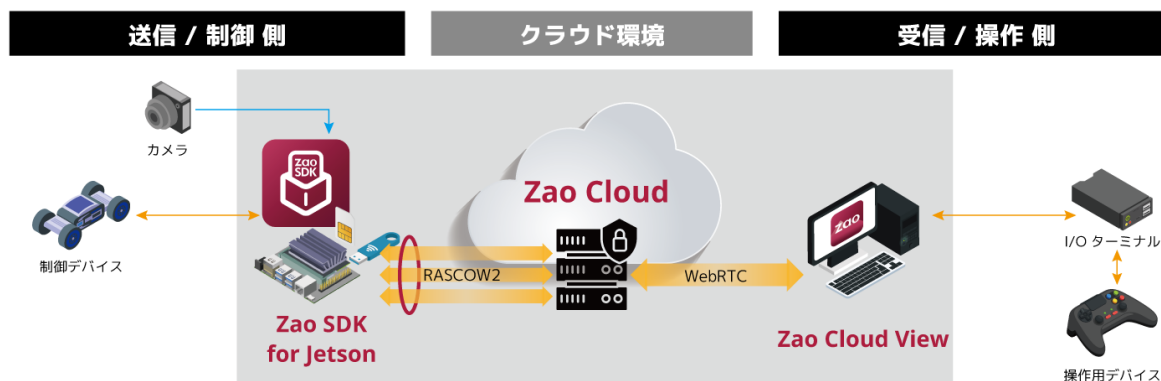 送信 / 制御 側
クラウド環境
受信 / 操作 側
カメラ
zao
SDK
Zao Cloud
zao
制御デバイス
I/O ターミナル
RASCOW2
WebRTC
Zao SDK
for Jetson
Zao Cloud View
操作用デバイス